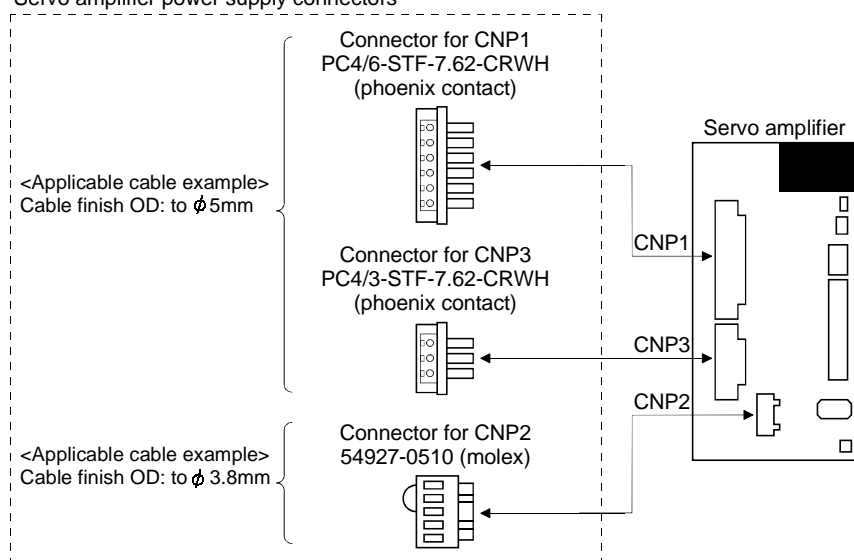 Servo amplifier power supply connectors
Connector for CNP1
PC4/6-STF-7.62-CRWH
(phoenix contact)
Servo amplifier
<Applicable cable example>
Cable finish OD: to ϕ5mm
CNP1
Connector for CNP3
PC4/3-STF-7.62-CRWH
(phoenix contact)
CNP3
CNP2
<Applicable cable example>
Cable finish OD: to ϕ 3.8mm
Connector for CNP2
54927-0510 (molex)